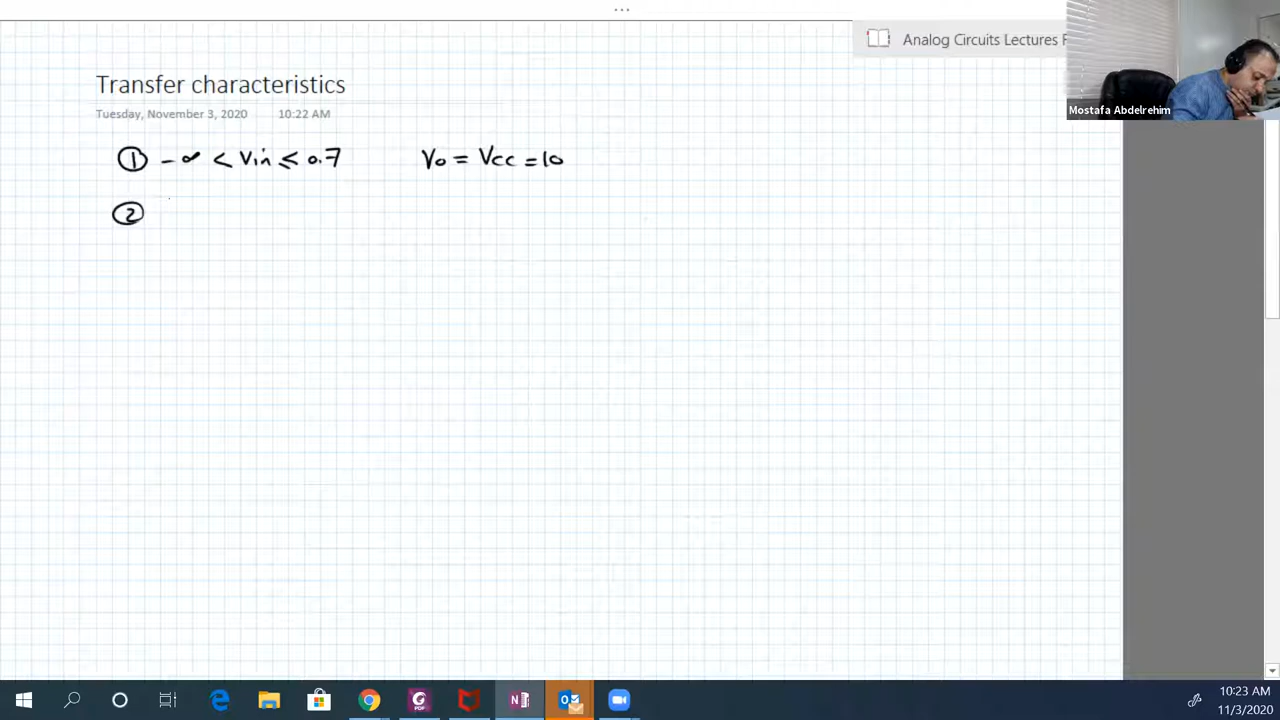 ...
Analog Circuits Lectures F
Mostafa Abdelrehim
Transfer characteristics
Tuesday, November 3, 2020 10:22 AM
① -∞ < Vin ≤ 0.7 Vo = Vcc = 10
②
10:23 AM
11/3/2020